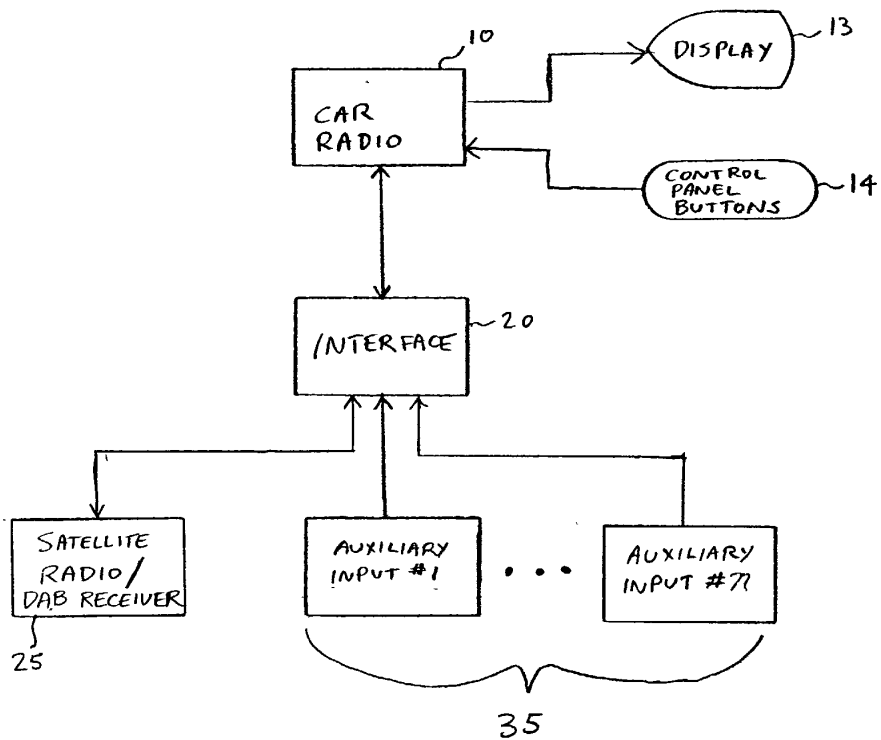 10
CAR
RADIO
DISPLAY
13
CONTROL
PANEL
BUTTONS
14
INTERFACE
20
SATELLITE
RADIO/
DAB RECEIVER
25
AUXILIARY
INPUT #1
• • •
AUXILIARY
INPUT #n
35